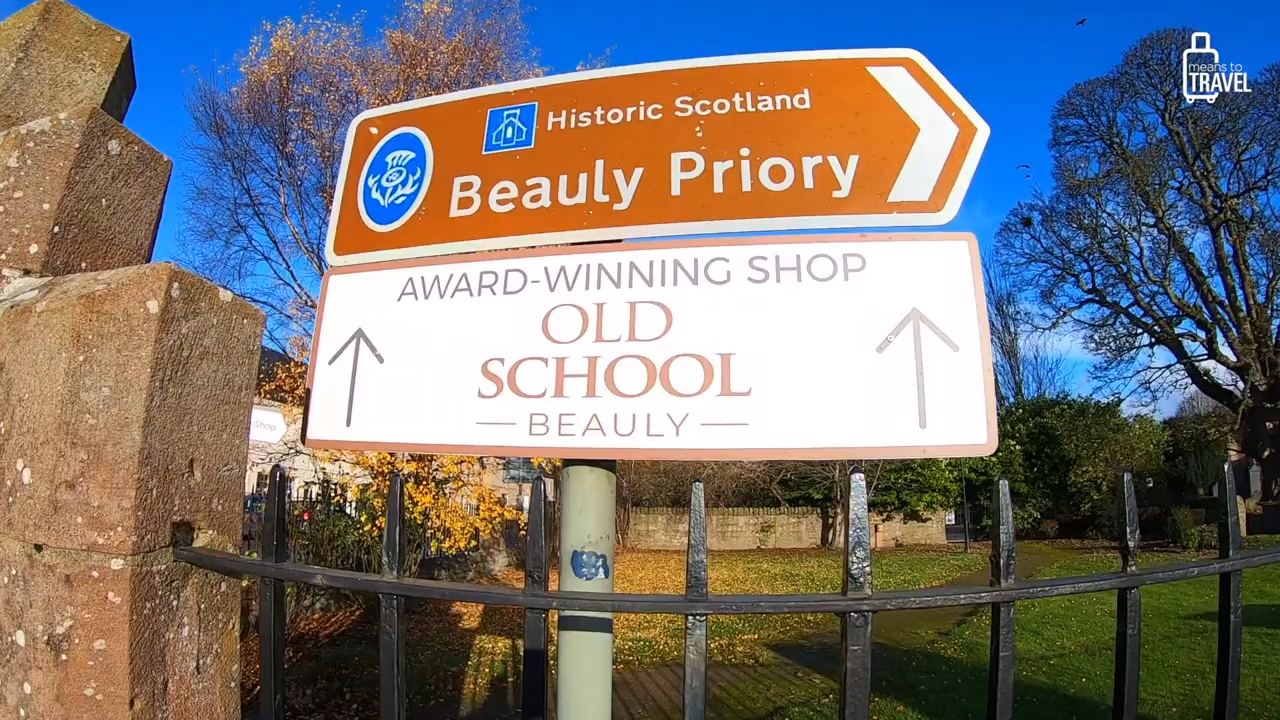 means to
TRAVEL
Historic Scotland
Beauly Priory
AWARD-WINNING SHOP
OLD
SCHOOL
BEAULY
Shop